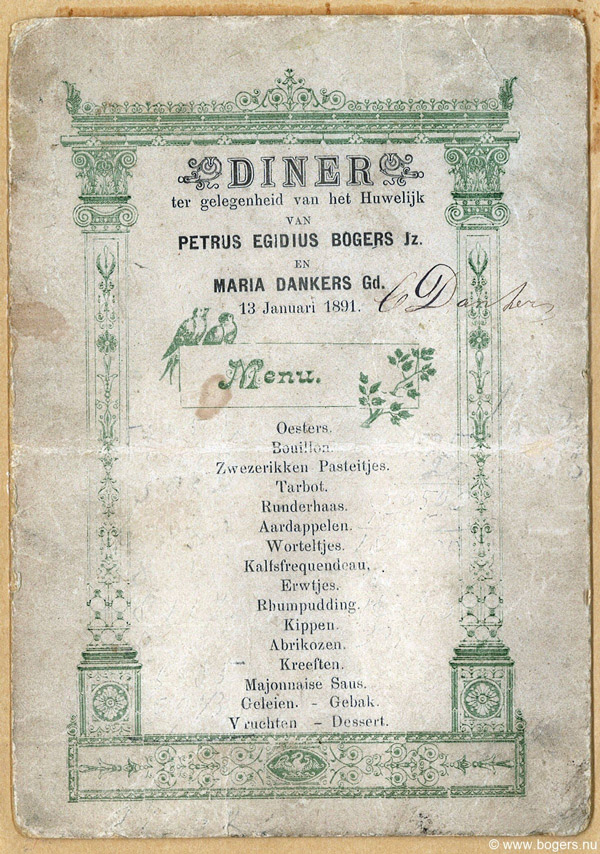 DINER
ter gelegenheid van het Huwelijk
VAN
PETRUS EGIDIUS BOGERS Jz.
EN
MARIA DANKERS Gd.
13 Januari 1891.
C Dankers
Menu.
Oesters.
Bouillon.
Zwezerikken Pasteitjes.
Tarbot.
Runderhaas.
Aardappelen.
Worteltjes.
Kalfsfrequendeau.
Erwtjes.
Rhumpudding.
Kippen.
Abrikozen.
Kreeften.
Majonnaise Saus.
Geleien. - Gebak.
Vruchten - Dessert.
© www.bogers.nu